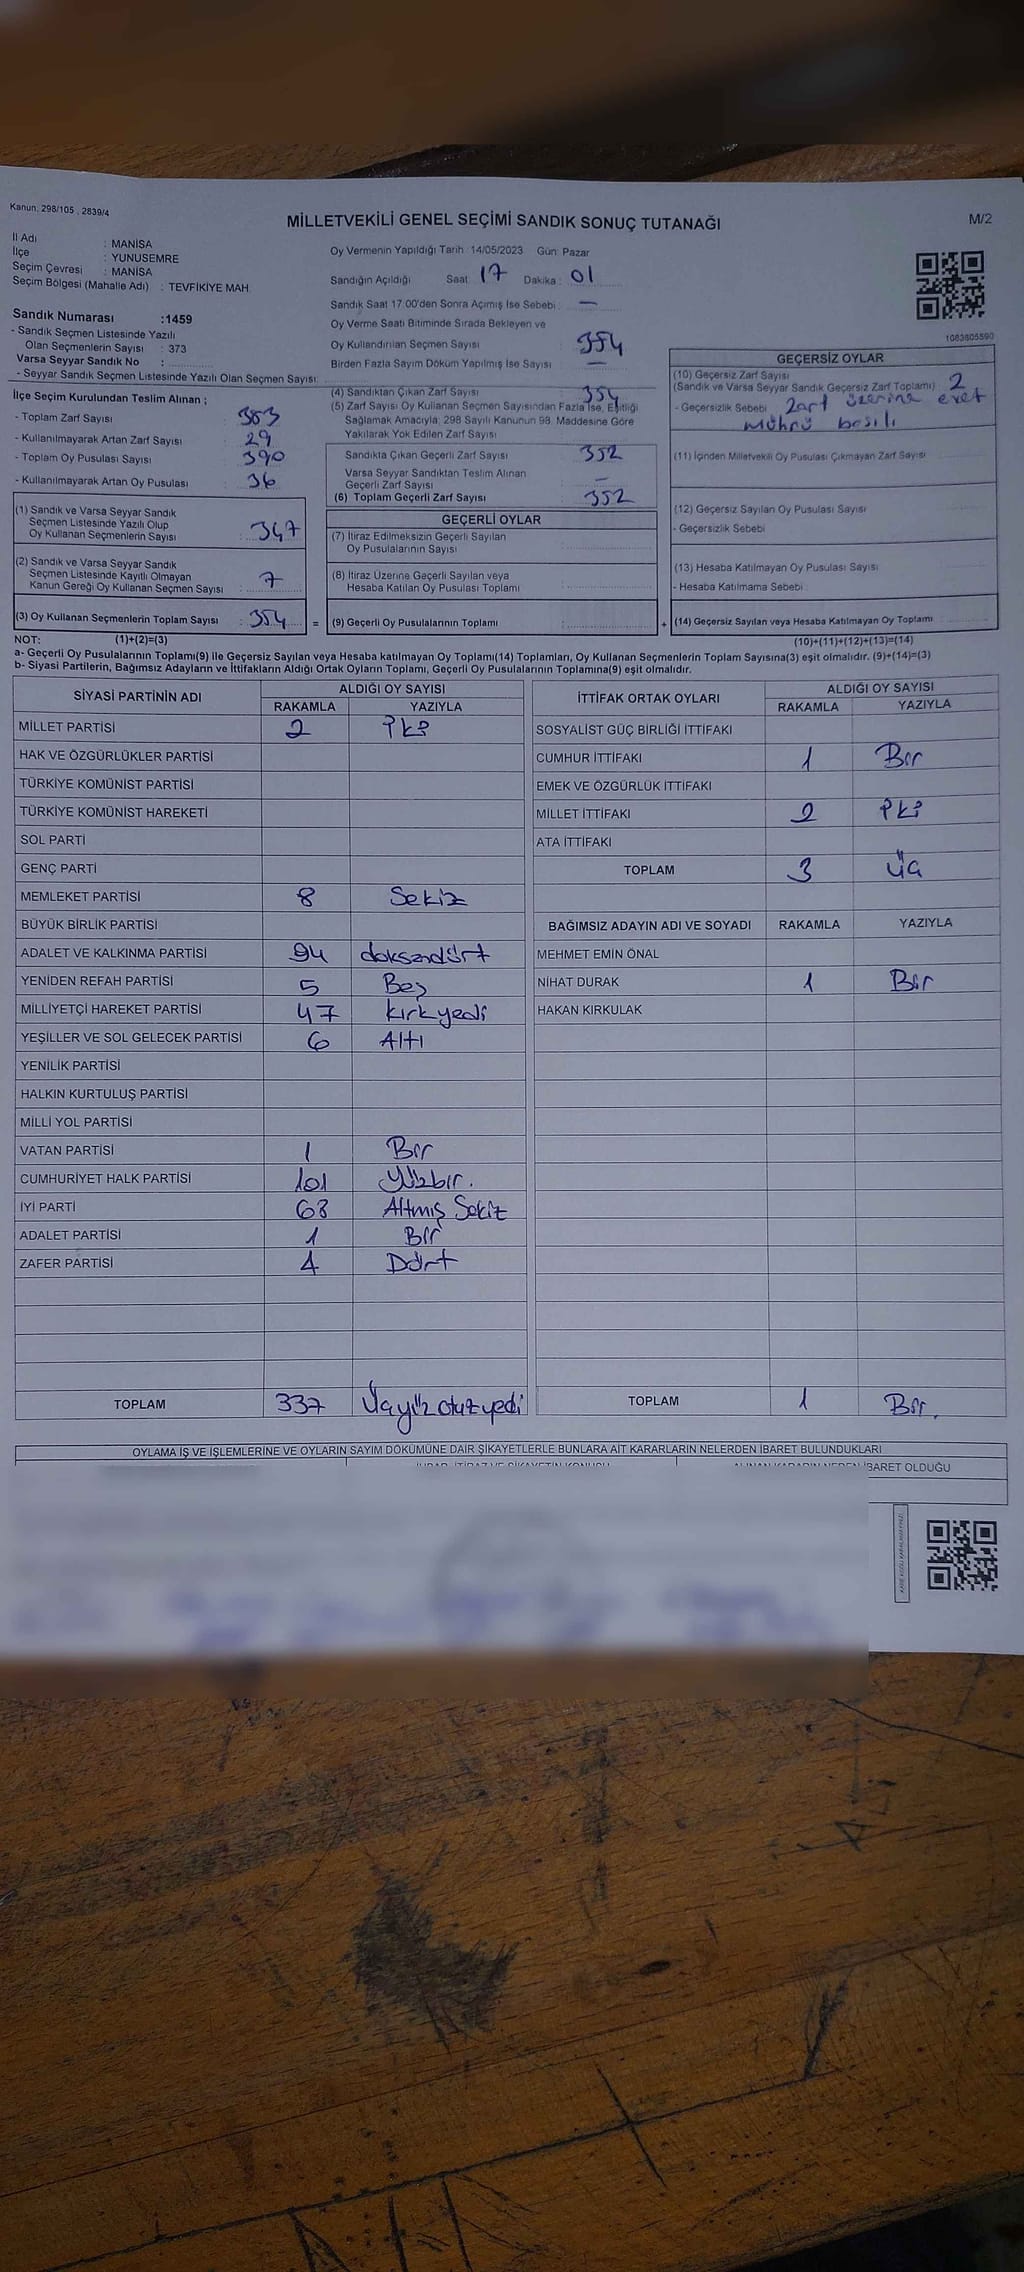 Kanun. 298/105 , 2839/4
MİLLETVEKİLİ GENEL SEÇİMİ SANDIK SONUÇ TUTANAĞI
M/2
İl Adı : MANİSA
İlçe : YUNUSEMRE
Seçim Çevresi : MANİSA
Seçim Bölgesi (Mahalle Adı) : TEVFİKİYE MAH.
Sandık Numarası :1459
- Sandık Seçmen Listesinde Yazılı
Olan Seçmenlerin Sayısı : 373
Varsa Seyyar Sandık No :
- Seyyar Sandık Seçmen Listesinde Yazılı Olan Seçmen Sayısı:
Oy Vermenin Yapıldığı Tarih :14/05/2023 Gün: Pazar
Sandığın Açıldığı Saat: 17 Dakika: 01
Sandık Saat 17:00'den Sonra Açımış İse Sebebi: —
Oy Verme Saati Bitiminde Sırada Bekleyen ve
Oy Kullandırılan Seçmen Sayısı 354
Birden Fazla Sayım Döküm Yapılmış İse Sayısı —
1083805590
İlçe Seçim Kurulundan Teslim Alınan ;
- Toplam Zarf Sayısı : 383
- Kullanılmayarak Artan Zarf Sayısı : 29
- Toplam Oy Pusulası Sayısı : 390
- Kullanılmayarak Artan Oy Pusulası : 36
(1) Sandık ve Varsa Seyyar Sandık
Seçmen Listesinde Yazılı Olup
Oy Kullanan Seçmenlerin Sayısı : 347
(2) Sandık ve Varsa Seyyar Sandık
Seçmen Listesinde Kayıtlı Olmayan
Kanun Gereği Oy Kullanan Seçmen Sayısı : 7
(3) Oy Kullanan Seçmenlerin Toplam Sayısı : 354 =
(4) Sandıktan Çıkan Zarf Sayısı 354
(5) Zarf Sayısı Oy Kullanan Seçmen Sayısından Fazla İse, Eşitliği
Sağlamak Amacıyla, 298 Sayılı Kanunun 98. Maddesine Göre
Yakılarak Yok Edilen Zarf Sayısı
Sandıkta Çıkan Geçerli Zarf Sayısı 352
Varsa Seyyar Sandıktan Teslim Alınan
Geçerli Zarf Sayısı —
(6) Toplam Geçerli Zarf Sayısı 352
GEÇERLİ OYLAR
(7) İtiraz Edilmeksizin Geçerli Sayılan
Oy Pusulalarının Sayısı
(8) İtiraz Üzerine Geçerli Sayılan veya
Hesaba Katılan Oy Pusulası Toplamı
(9) Geçerli Oy Pusulalarının Toplamı +
GEÇERSİZ OYLAR
(10) Geçersiz Zarf Sayısı
(Sandık ve Varsa Seyyar Sandık Geçersiz Zarf Toplamı) 2
- Geçersizlik Sebebi Zarf üzerine evet
mührü basılı
(11) İçinden Milletvekili Oy Pusulası Çıkmayan Zarf Sayısı
(12) Geçersiz Sayılan Oy Pusulası Sayısı
- Geçersizlik Sebebi
(13) Hesaba Katılmayan Oy Pusulası Sayısı
- Hesaba Katılmama Sebebi
(14) Geçersiz Sayılan veya Hesaba Katılmayan Oy Toplamı
NOT: (1)+(2)=(3) (10)+(11)+(12)+(13)=(14)
a- Geçerli Oy Pusulalarının Toplamı(9) ile Geçersiz Sayılan veya Hesaba katılmayan Oy Toplamı(14) Toplamları, Oy Kullanan Seçmenlerin Toplam Sayısına(3) eşit olmalıdır. (9)+(14)=(3)
b- Siyasi Partilerin, Bağımsız Adayların ve İttifakların Aldığı Ortak Oyların Toplamı, Geçerli Oy Pusulalarının Toplamına(9) eşit olmalıdır.
SİYASİ PARTİNİN ADI ALDIĞI OY SAYISI
RAKAMLA YAZIYLA
MİLLET PARTİSİ 2 İki
HAK VE ÖZGÜRLÜKLER PARTİSİ
TÜRKİYE KOMÜNİST PARTİSİ
TÜRKİYE KOMÜNİST HAREKETİ
SOL PARTİ
GENÇ PARTİ
MEMLEKET PARTİSİ 8 Sekiz
BÜYÜK BİRLİK PARTİSİ
ADALET VE KALKINMA PARTİSİ 94 doksandört
YENİDEN REFAH PARTİSİ 5 Beş
MİLLİYETÇİ HAREKET PARTİSİ 47 kırkyedi
YEŞİLLER VE SOL GELECEK PARTİSİ 6 Altı
YENİLİK PARTİSİ
HALKIN KURTULUŞ PARTİSİ
MİLLİ YOL PARTİSİ
VATAN PARTİSİ 1 Bir
CUMHURİYET HALK PARTİSİ 101 Yüzbir.
İYİ PARTİ 68 Altmış Sekiz
ADALET PARTİSİ 1 Bir
ZAFER PARTİSİ 4 Dört
TOPLAM 337 Üçyüz otuz yedi
İTTİFAK ORTAK OYLARI ALDIĞI OY SAYISI
RAKAMLA YAZIYLA
SOSYALİST GÜÇ BİRLİĞİ İTTİFAKI
CUMHUR İTTİFAKI 1 Bir
EMEK VE ÖZGÜRLÜK İTTİFAKI
MİLLET İTTİFAKI 2 İki
ATA İTTİFAKI
TOPLAM 3 Üç
BAĞIMSIZ ADAYIN ADI VE SOYADI RAKAMLA YAZIYLA
MEHMET EMİN ÖNAL
NİHAT DURAK 1 Bir
HAKAN KIRKULAK
TOPLAM 1 Bir.
OYLAMA İŞ VE İŞLEMLERİNE VE OYLARIN SAYIM DÖKÜMÜNE DAİR ŞİKAYETLERLE BUNLARA AİT KARARLARIN NELERDEN İBARET BULUNDUKLARI
İBARET OLDUĞU